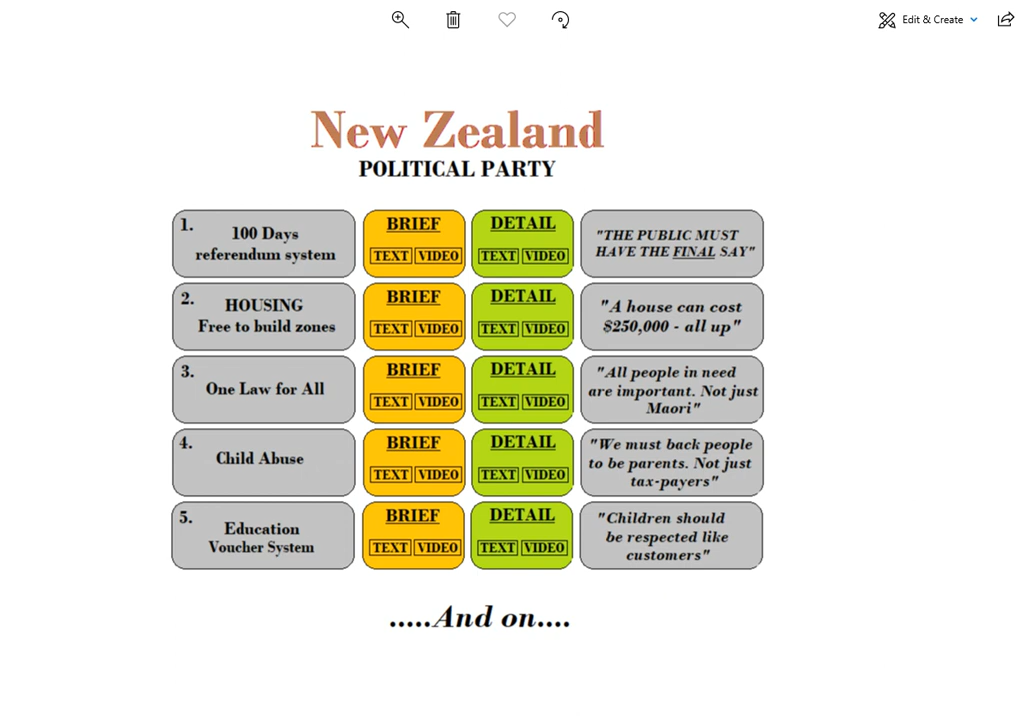 Edit & Create
New Zealand
POLITICAL PARTY
1.
100 Days
referendum system
BRIEF
TEXT VIDEO
DETAIL
TEXT VIDEO
"THE PUBLIC MUST
HAVE THE FINAL SAY"
2.
HOUSING
Free to build zones
BRIEF
TEXT VIDEO
DETAIL
TEXT VIDEO
"A house can cost
$250,000 - all up"
3.
One Law for All
BRIEF
TEXT VIDEO
DETAIL
TEXT VIDEO
"All people in need
are important. Not just
Maori"
4.
Child Abuse
BRIEF
TEXT VIDEO
DETAIL
TEXT VIDEO
"We must back people
to be parents. Not just
tax-payers"
5.
Education
Voucher System
BRIEF
TEXT VIDEO
DETAIL
TEXT VIDEO
"Children should
be respected like
customers"
.....And on....